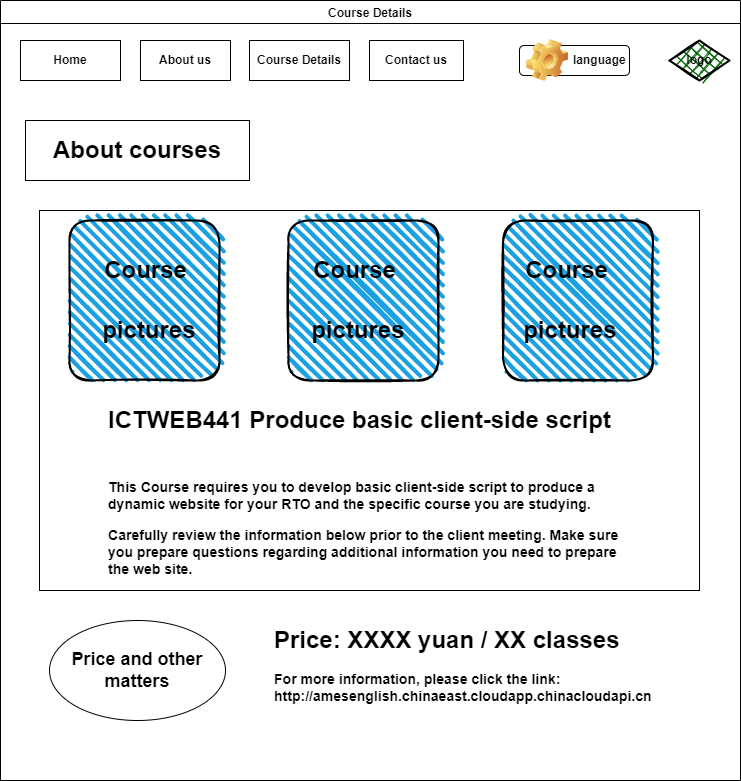 Course Details
Home
About us
Course Details
Contact us
language
logo
About courses
Course
pictures
Course
pictures
Course
pictures
ICTWEB441 Produce basic client-side script
This Course requires you to develop basic client-side script to produce a
dynamic website for your RTO and the specific course you are studying.
Carefully review the information below prior to the client meeting. Make sure
you prepare questions regarding additional information you need to prepare
the web site.
Price and other
matters
Price: XXXX yuan / XX classes
For more information, please click the link:
http://amesenglish.chinaeast.cloudapp.chinacloudapi.cn